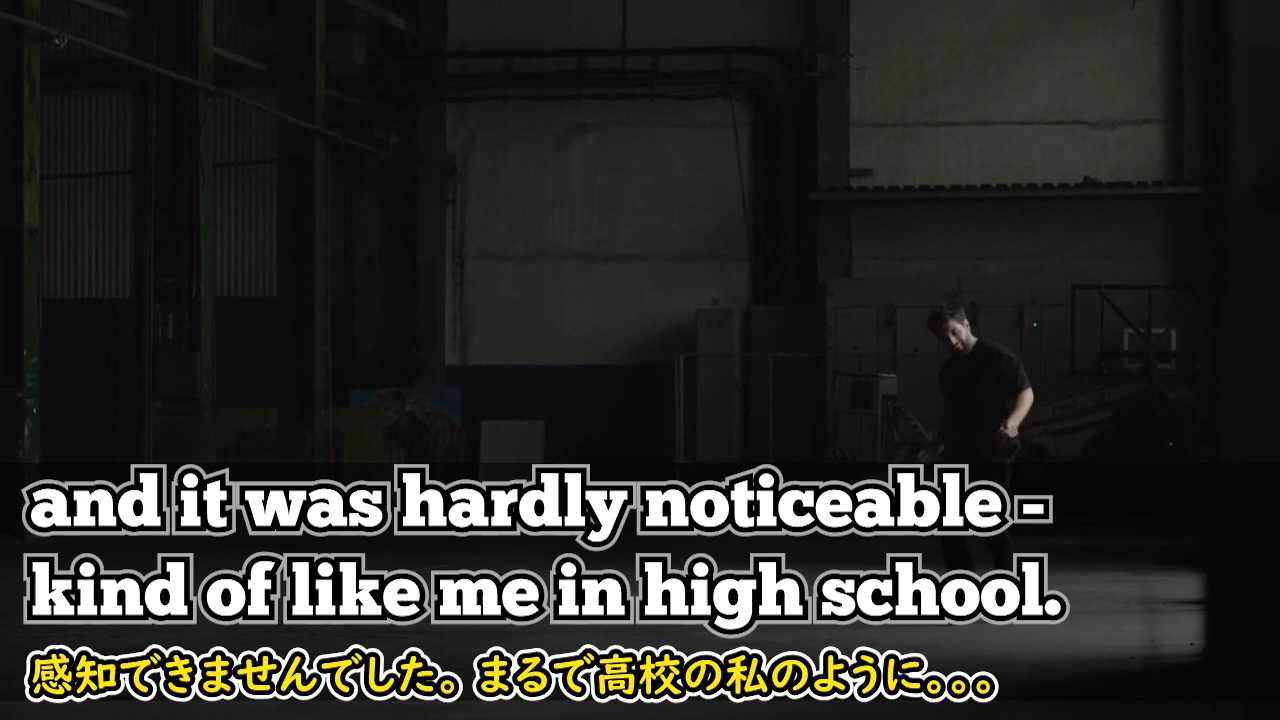 and it was hardly noticeable -
kind of like me in high school.
感知できませんでした。まるで高校の私のように。。。